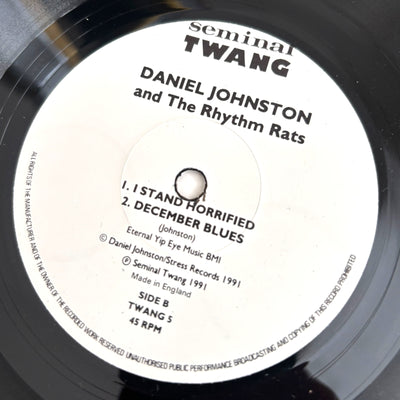 seminal
TWANG
DANIEL JOHNSTON
and The Rhythm Rats
1. I STAND HORRIFIED
2. DECEMBER BLUES
(Johnston)
Eternal Yip Eye Music BMI
© Daniel Johnston/Stress Records 1991
℗ Seminal Twang 1991
Made in England
SIDE B
TWANG 5
45 RPM
ALL RIGHTS OF THE MANUFACTURER AND OF THE OWNER OF THE RECORDED WORK RESERVED UNAUTHORISED PUBLIC PERFORMANCE BROADCASTING AND COPYING OF THIS RECORD PROHIBITED